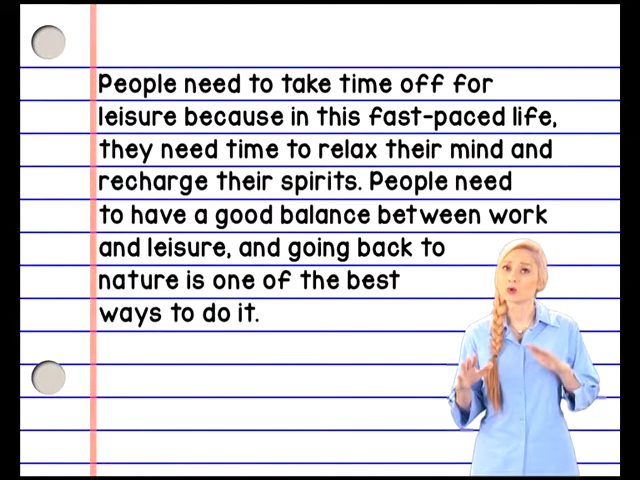 People need to take time off for
leisure because in this fast-paced life,
they need time to relax their mind and
recharge their spirits. People need
to have a good balance between work
and leisure, and going back to
nature is one of the best
ways to do it.